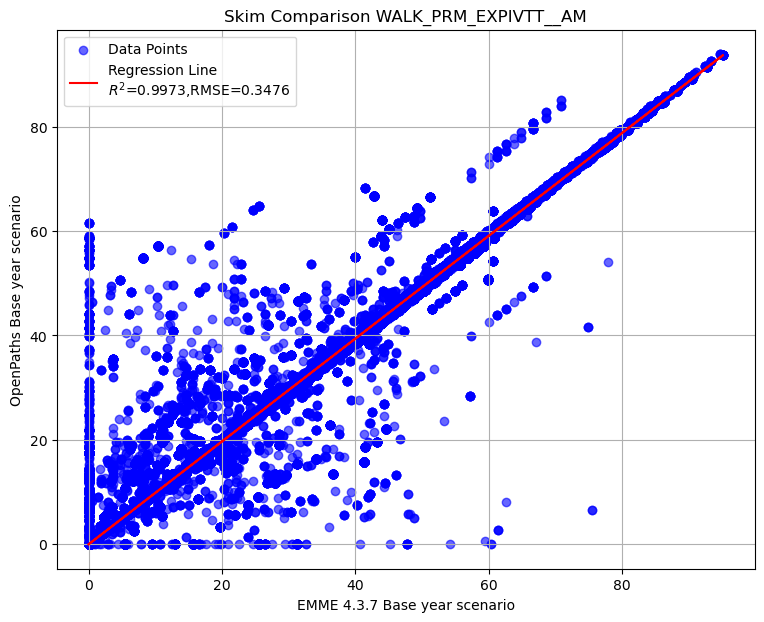 Skim Comparison WALK_PRM_EXPIVTT__AM
Data Points
Regression Line
$R^2$=0.9973,RMSE=0.3476
OpenPaths Base year scenario
80
60
40
20
0
0 20 40 60 80
EMME 4.3.7 Base year scenario